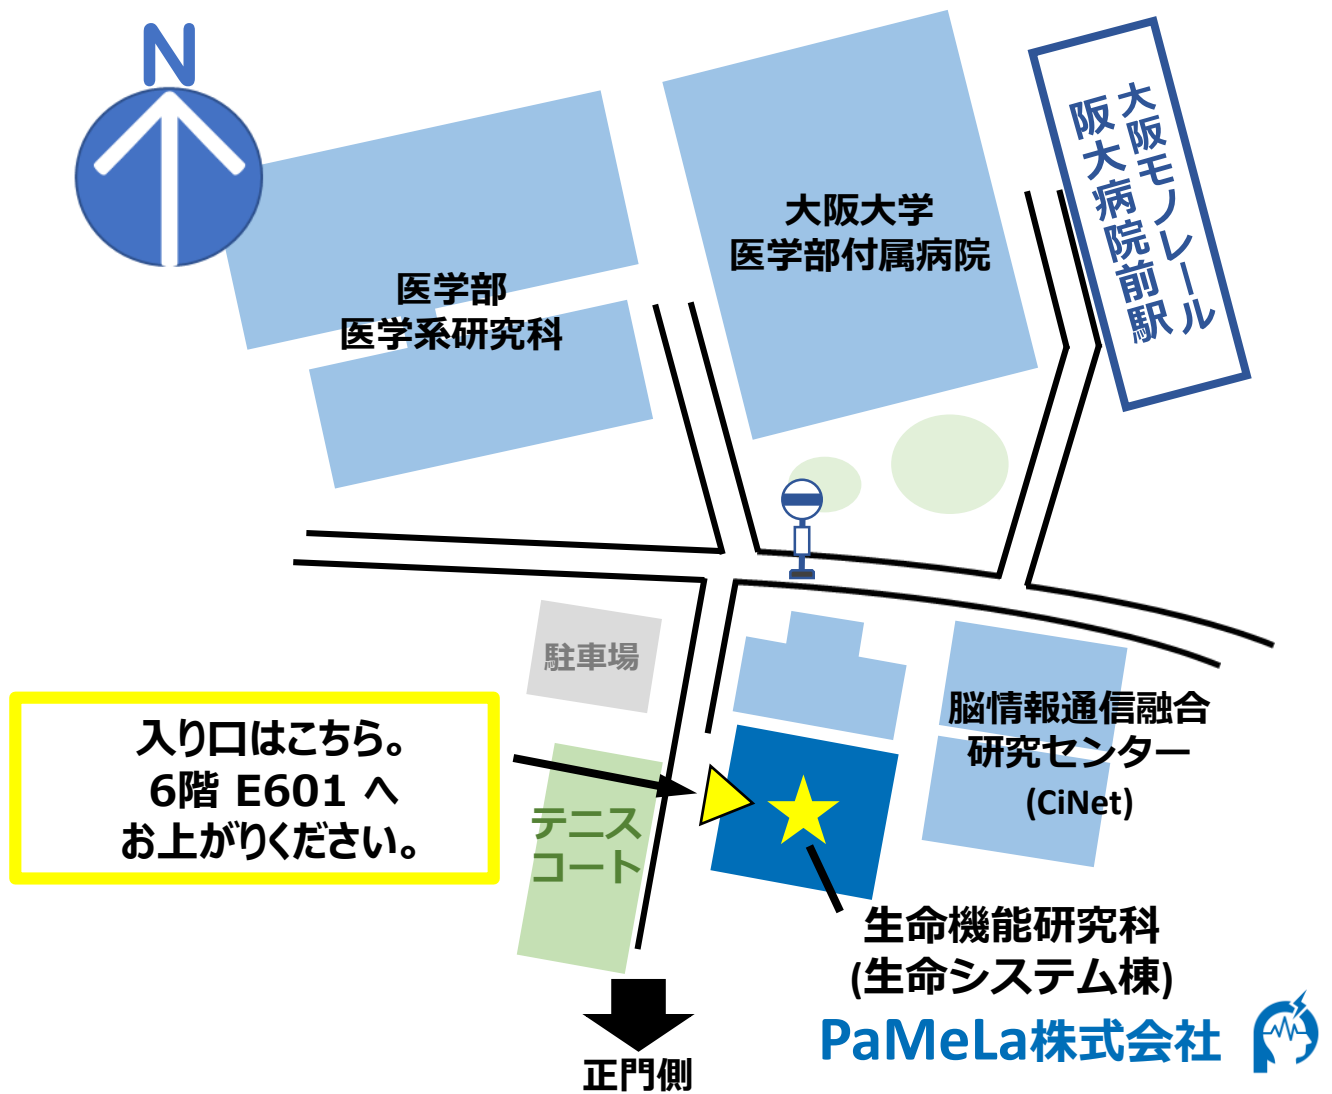 N
大阪モノレール
阪大病院前駅
大阪大学
医学部付属病院
医学部
医学系研究科
駐車場
入り口はこちら。
6階 E601 へ
お上がりください。
テニス
コート
脳情報通信融合
研究センター
(CiNet)
生命機能研究科
(生命システム棟)
PaMeLa株式会社
正門側